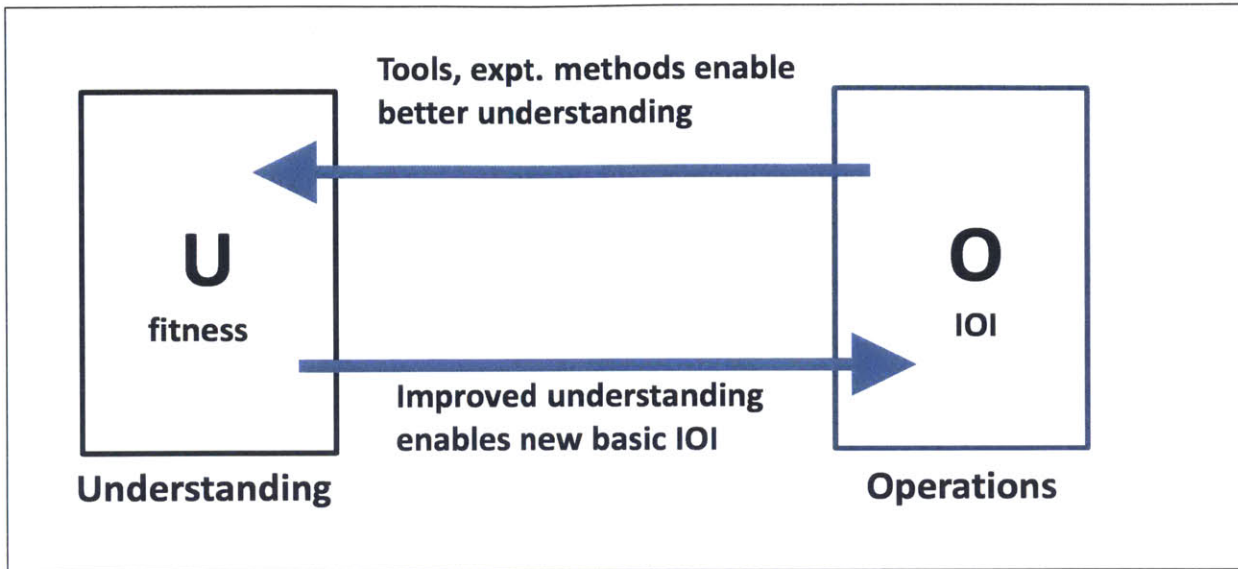 Tools, expt. methods enable
better understanding
U
fitness
O
IOI
Improved understanding
enables new basic IOI
Understanding
Operations